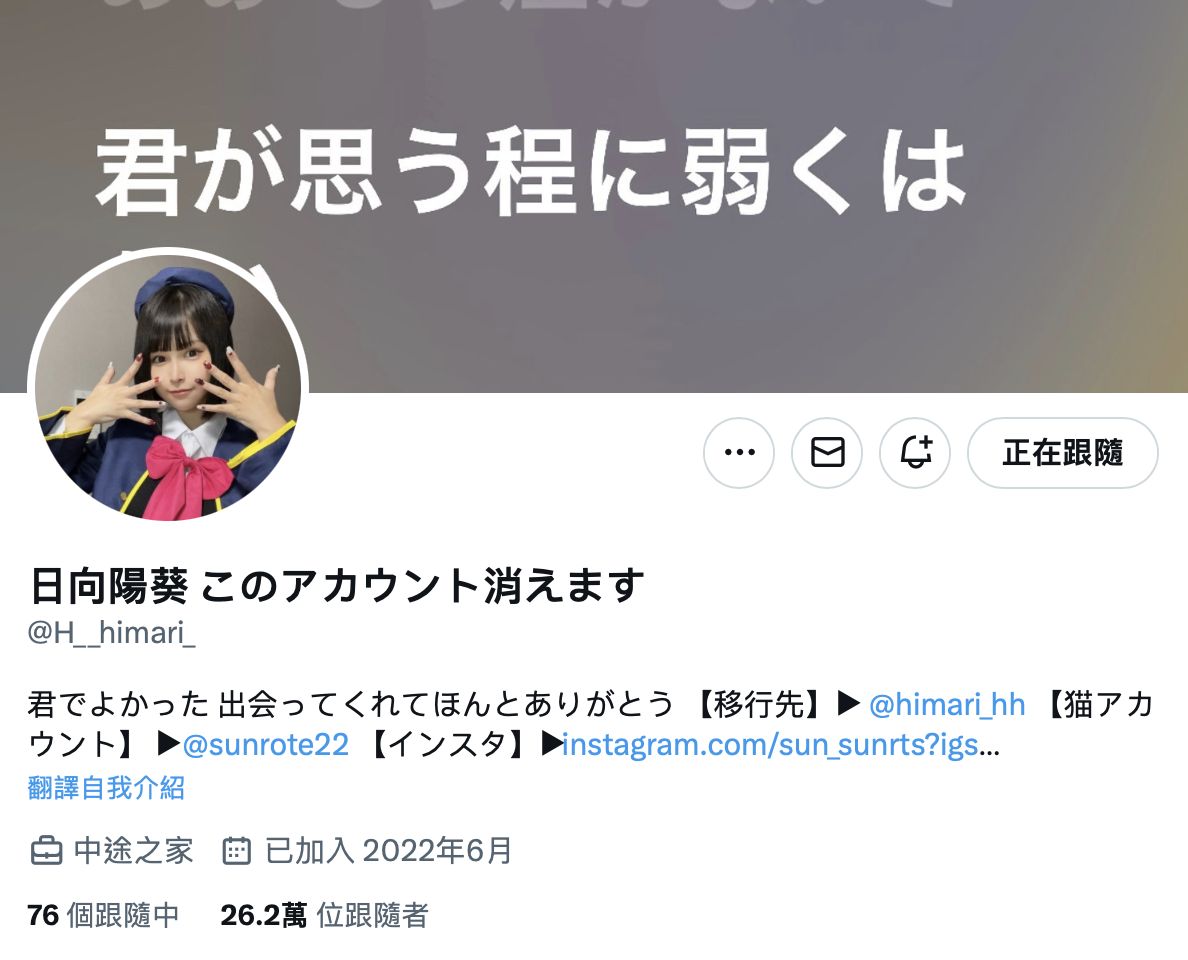 君が思う程に弱くは
正在跟隨
日向陽葵 このアカウント消えます
@H__himari_
君でよかった 出会ってくれてほんとありがとう 【移行先】▶ @himari_hh 【猫アカ
ウント】 ▶@sunrote22 【インスタ】▶instagram.com/sun_sunrts?igs...
翻譯自我介紹
中途之家 已加入 2022年6月
76 個跟隨中 26.2萬 位跟隨者